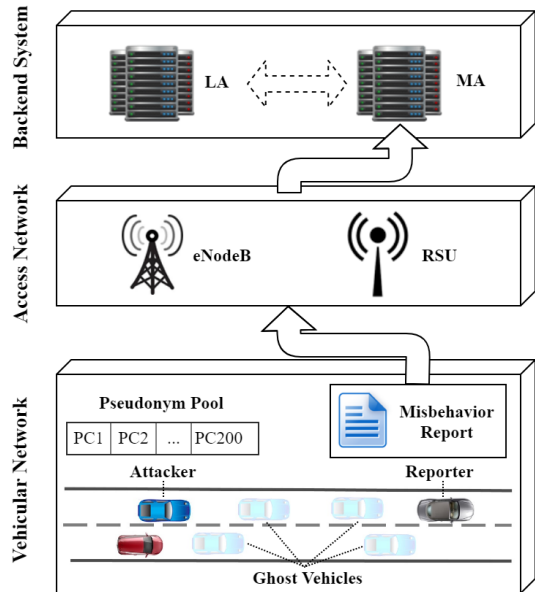 Backend System
LA
MA
Access Network
eNodeB
RSU
Vehicular Network
Pseudonym Pool
PC1 PC2 ... PC200
Misbehavior
Report
Attacker
Reporter
Ghost Vehicles